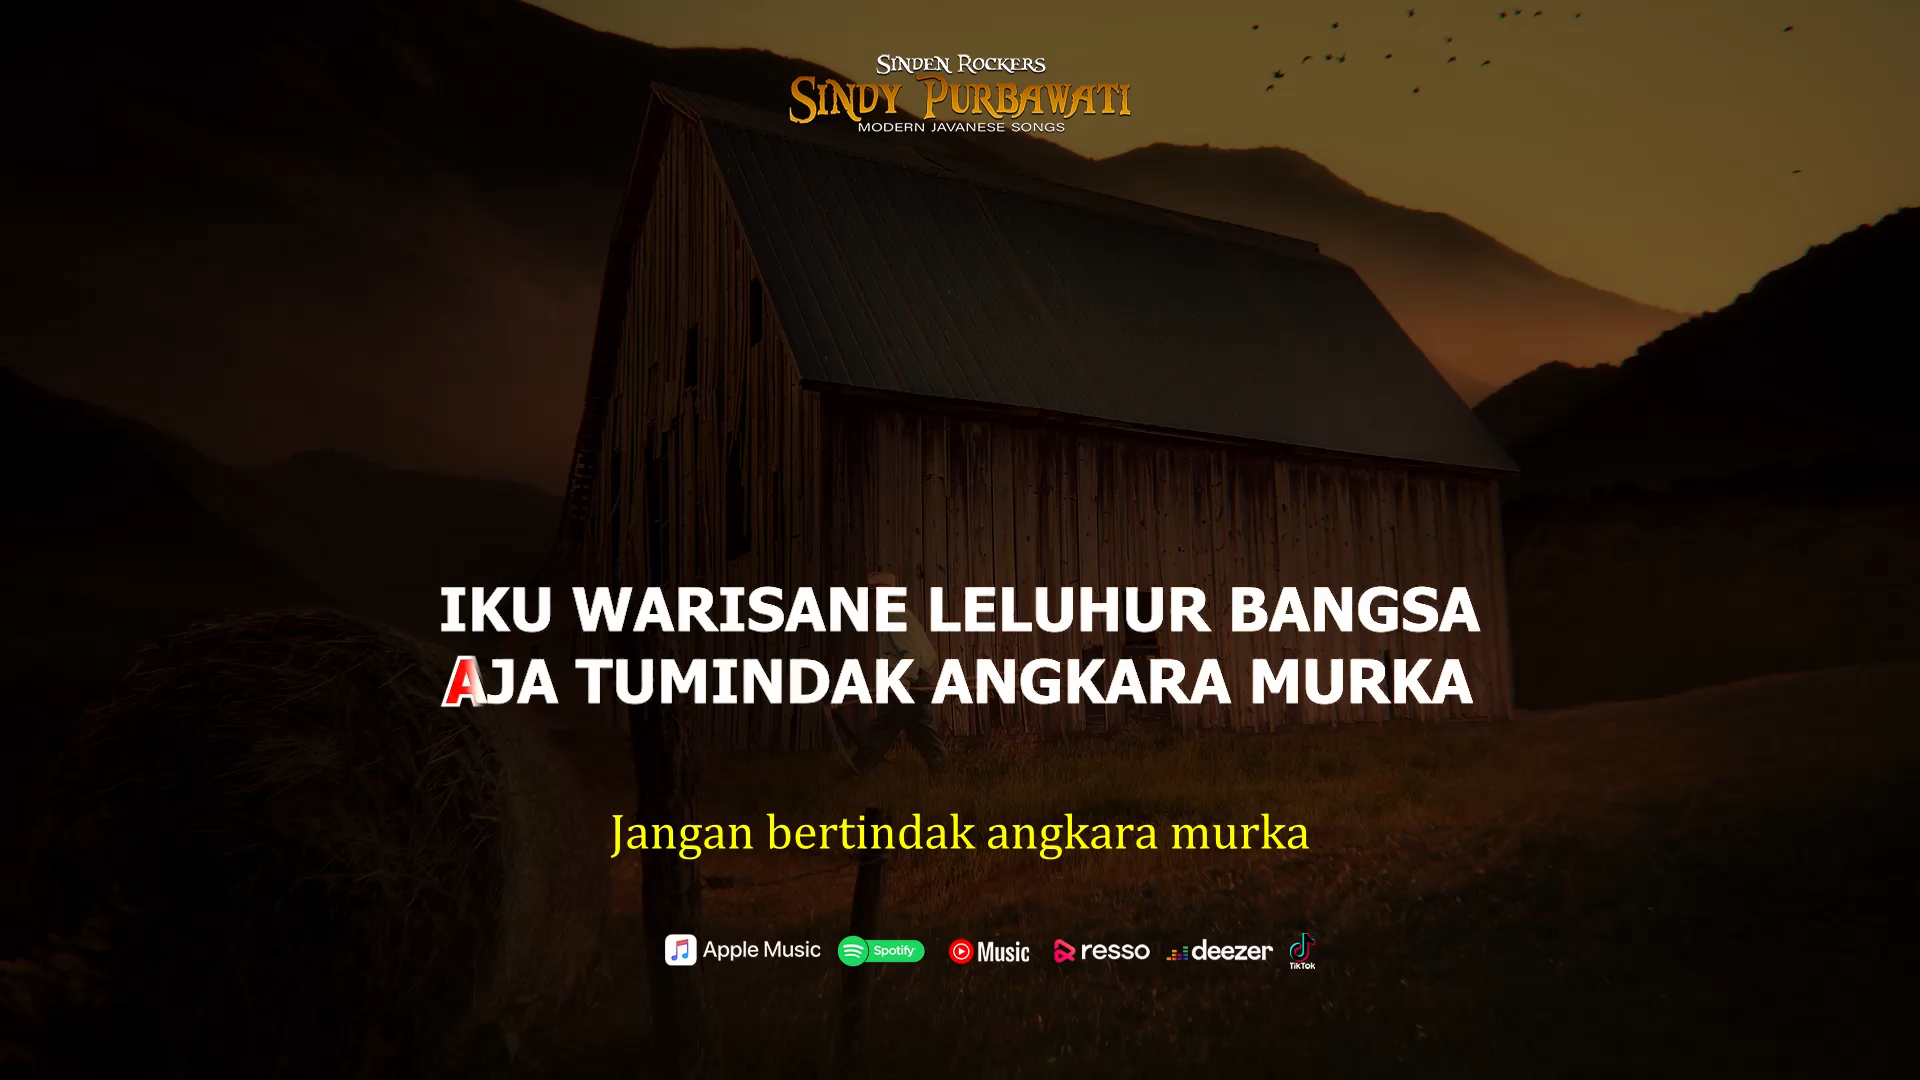 SINDEN ROCKERS
SINDY PURBAWATI
MODERN JAVANESE SONGS
IKU WARISANE LELUHUR BANGSA
AJA TUMINDAK ANGKARA MURKA
Jangan bertindak angkara murka
Apple Music Spotify Music resso deezer TikTok